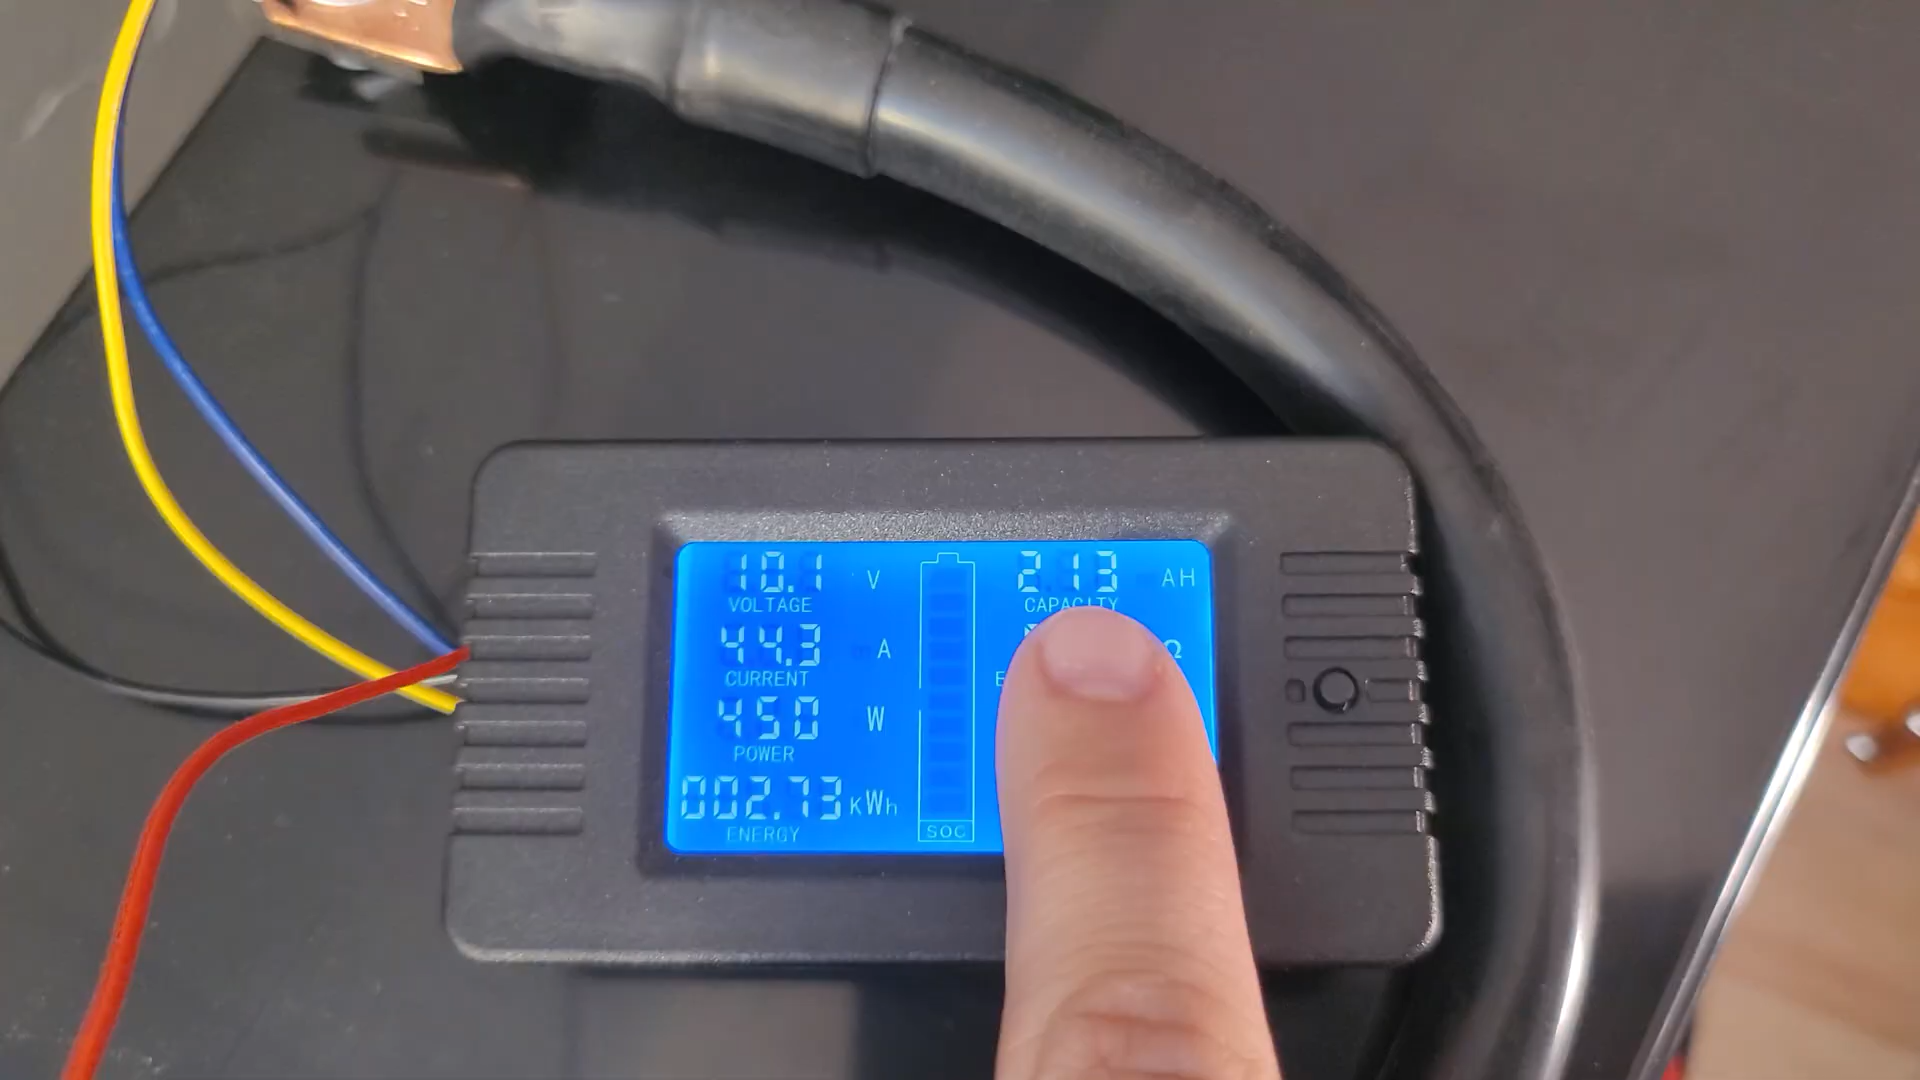 10.1 V
VOLTAGE
44.3 A
CURRENT
450 W
POWER
002.73 KWh
ENERGY
SOC
213 AH
CAPACITY
Ω